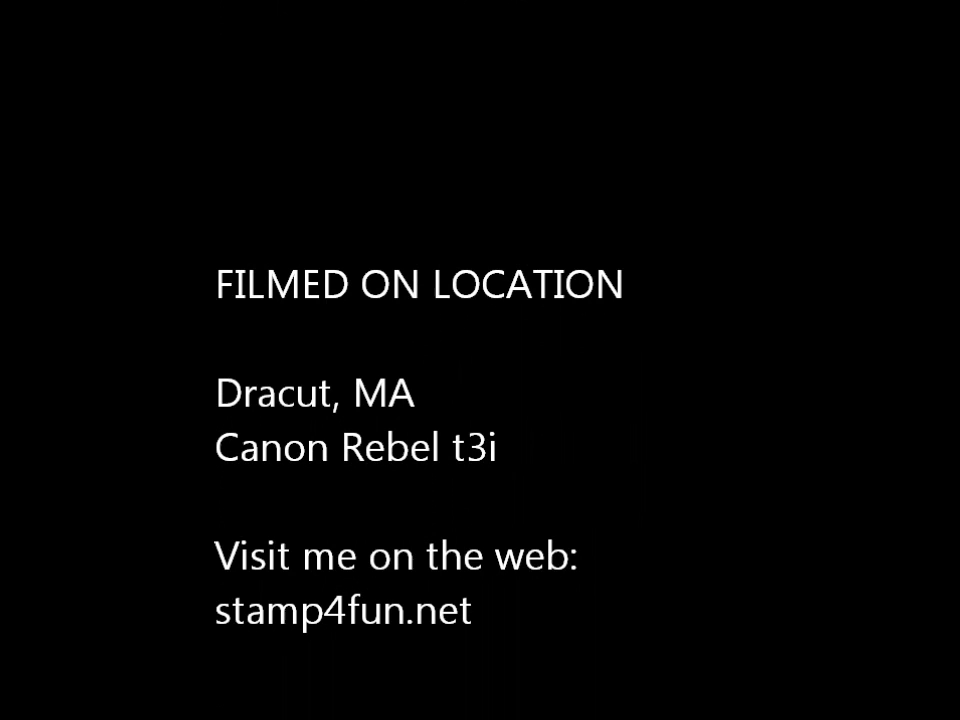 FILMED ON LOCATION
Dracut, MA
Canon Rebel t3i
Visit me on the web:
stamp4fun.net